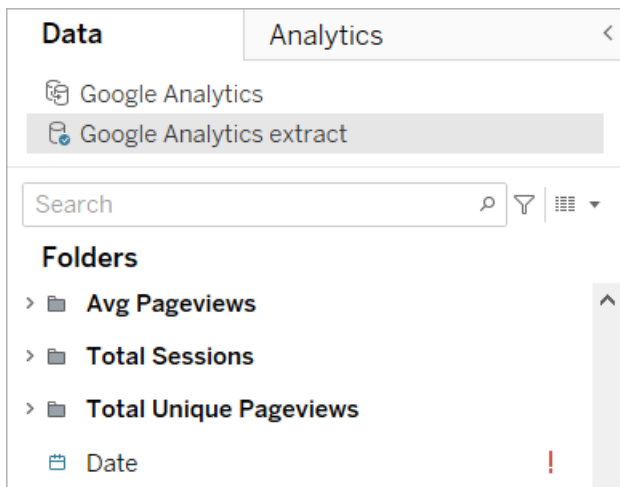 Data Analytics
Google Analytics
Google Analytics extract
Search
Folders
Avg Pageviews
Total Sessions
Total Unique Pageviews
Date !